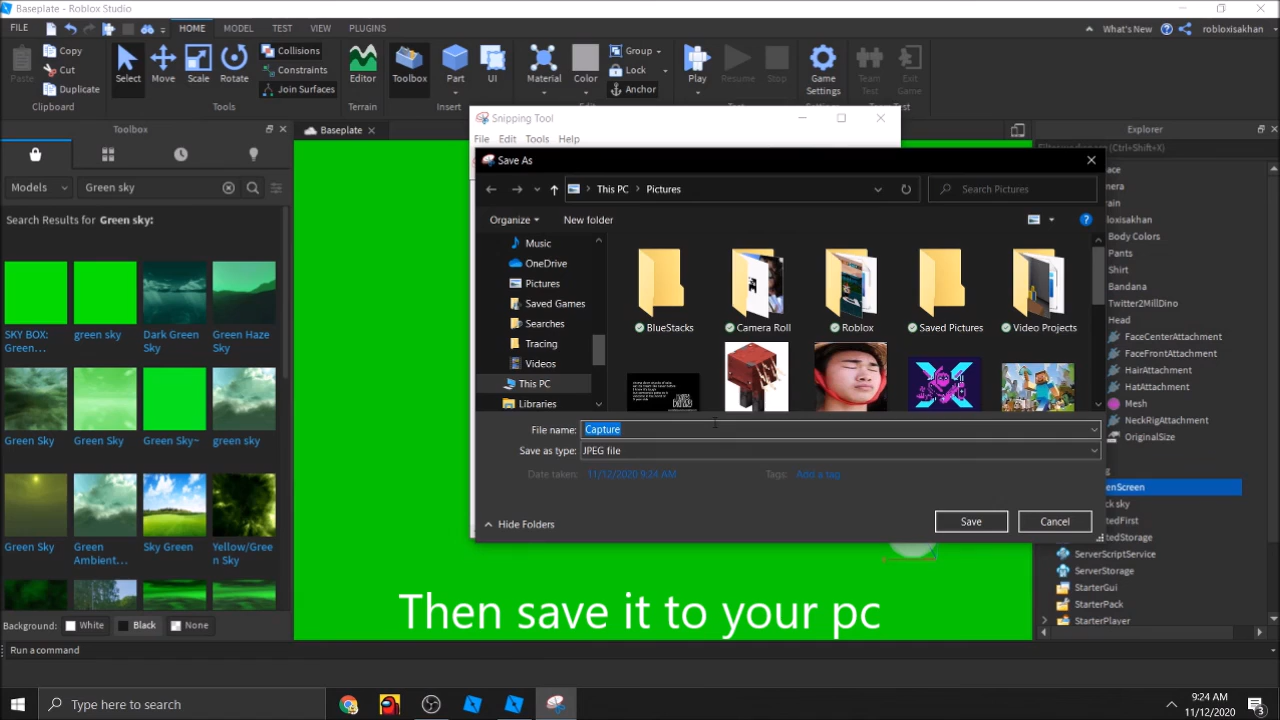 Baseplate - Roblox Studio
FILE
HOME
MODEL
TEST
VIEW
PLUGINS
What's New
robloxisakhan
Paste
Copy
Cut
Duplicate
Clipboard
Select
Move
Scale
Rotate
Tools
Collisions
Constraints
Join Surfaces
Editor
Terrain
Toolbox
Part
UI
Insert
Material
Color
Group
Lock
Anchor
Play
Resume
Stop
Game
Settings
Team
Test
Exit
Game
Toolbox
Models
Green sky
Search Results for Green sky:
SKY BOX:
Green…
green sky
Dark Green
Sky
Green Haze
Sky
Green Sky
Green Sky
Green Sky~
green sky
Green Sky
Green
Ambient…
Sky Green
Yellow/Gree
n Sky
Background:
White
Black
None
Run a command
Baseplate
Snipping Tool
File
Edit
Tools
Help
Save As
This PC
Pictures
Search Pictures
Organize
New folder
Music
OneDrive
Pictures
Saved Games
Searches
Tracing
Videos
This PC
Libraries
BlueStacks
Camera Roll
Roblox
Saved Pictures
Video Projects
File name:
Capture
Save as type:
JPEG file
Date taken:
11/12/2020 9:24 AM
Tags:
Add a tag
Hide Folders
Save
Cancel
Then save it to your pc
Explorer
(Ctrl+Shift+X)
Body Colors
Pants
Shirt
Bandana
Twitter2MillDino
Head
FaceCenterAttachment
FaceFrontAttachment
HairAttachment
HatAttachment
Mesh
NeckRigAttachment
OriginalSize
ServerScriptService
ServerStorage
StarterGui
StarterPack
StarterPlayer
Type here to search
9:24 AM
11/12/2020
3